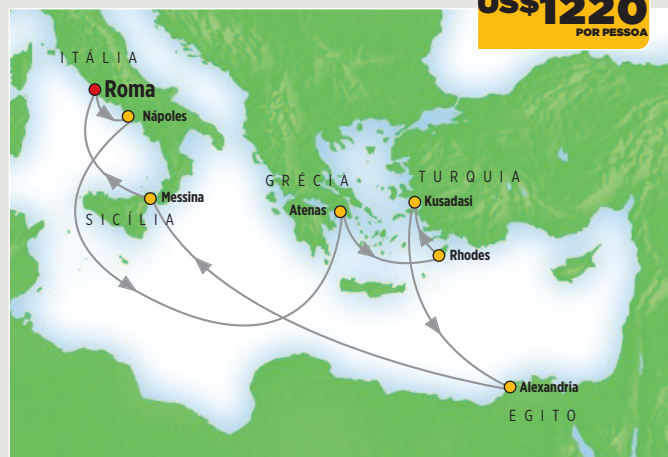 US$1220
POR PESSOA
ITÁLIA
Roma
Nápoles
Messina
SICÍLIA
GRÉCIA
Atenas
TURQUIA
Kusadasi
Rhodes
Alexandria
EGITO